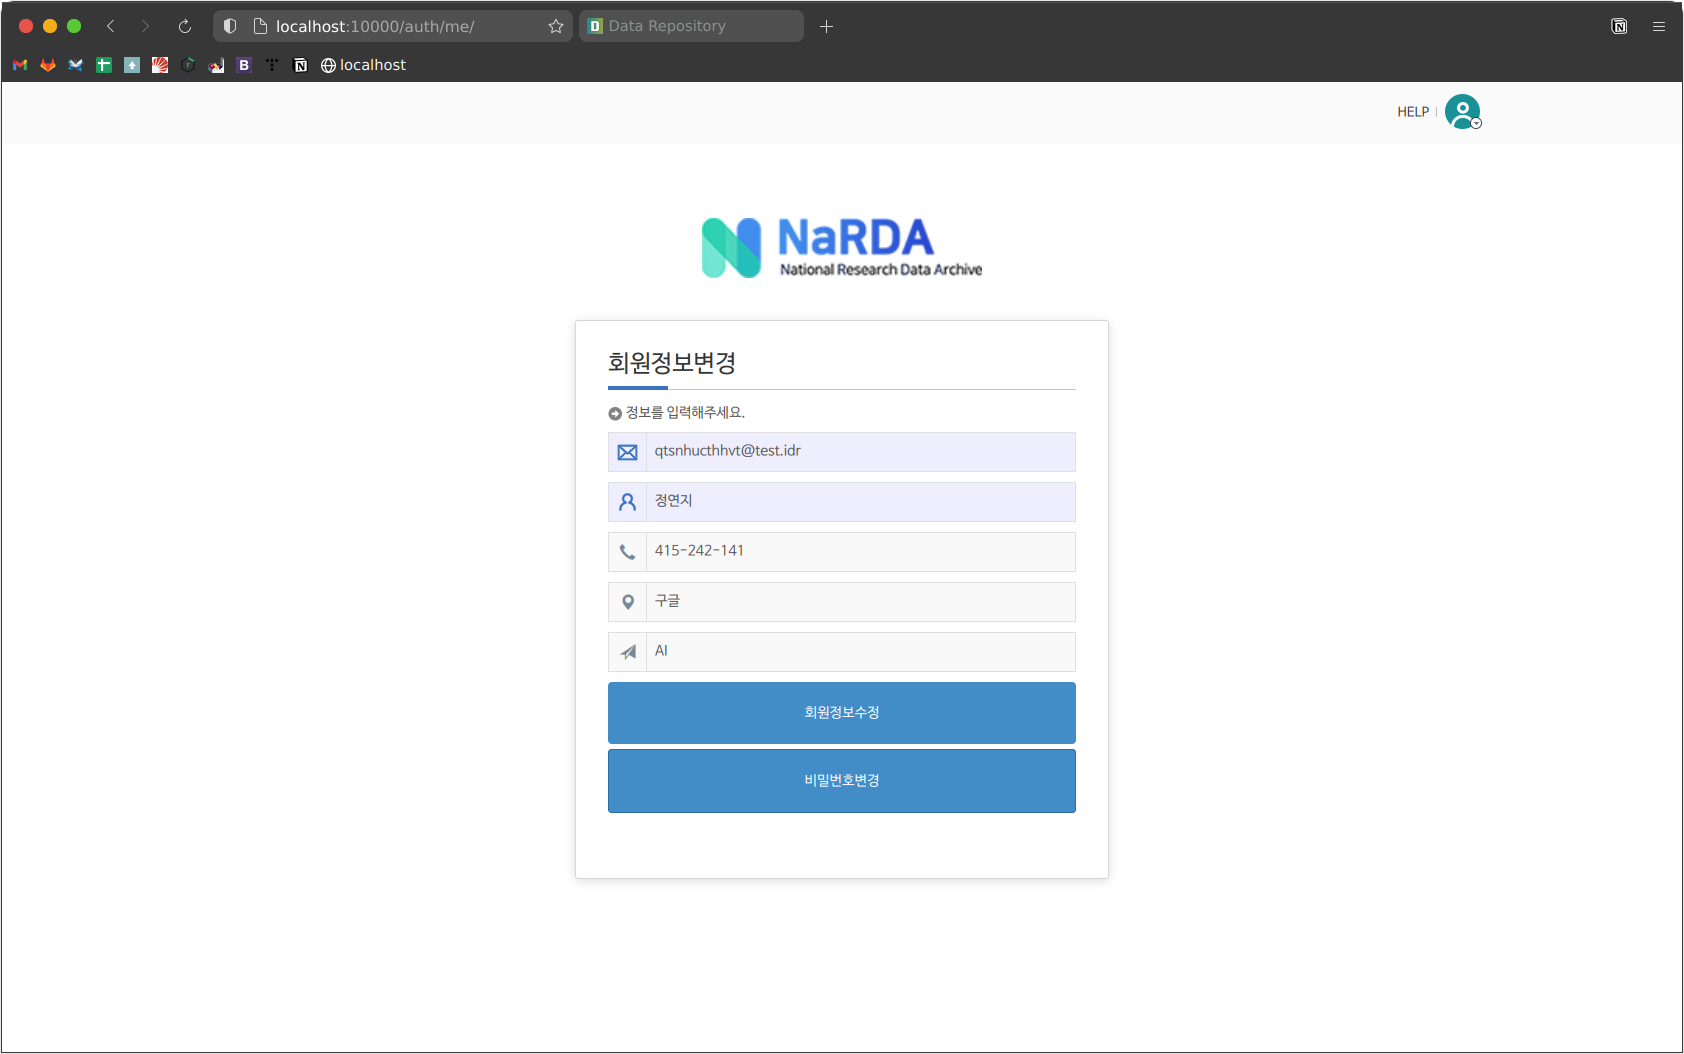 localhost:10000/auth/me/
Data Repository
localhost
HELP
NaRDA
National Research Data Archive
회원정보변경
정보를 입력해주세요.
qtsnhucthhvt@test.idr
정연지
415-242-141
구글
AI
회원정보수정
비밀번호변경